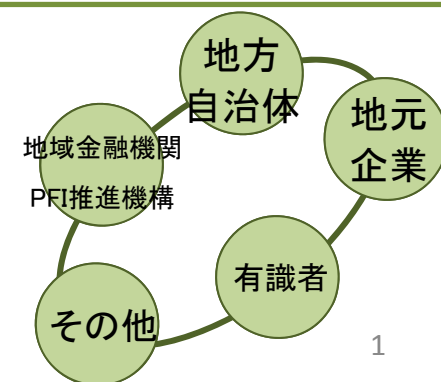 地方
自治体
地元
企業
地域金融機関
PFI推進機構
有識者
その他
1